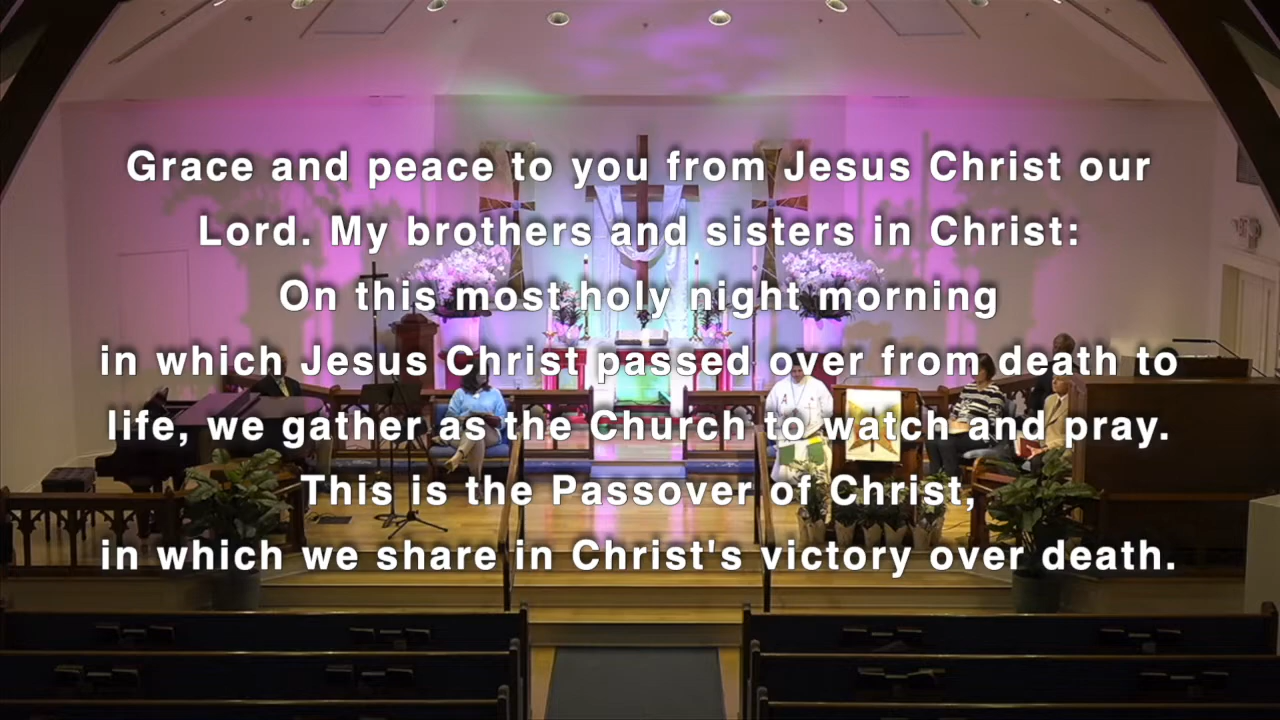 Grace and peace to you from Jesus Christ our
Lord. My brothers and sisters in Christ:
On this most holy night morning
in which Jesus Christ passed over from death to
life, we gather as the Church to watch and pray.
This is the Passover of Christ,
in which we share in Christ's victory over death.